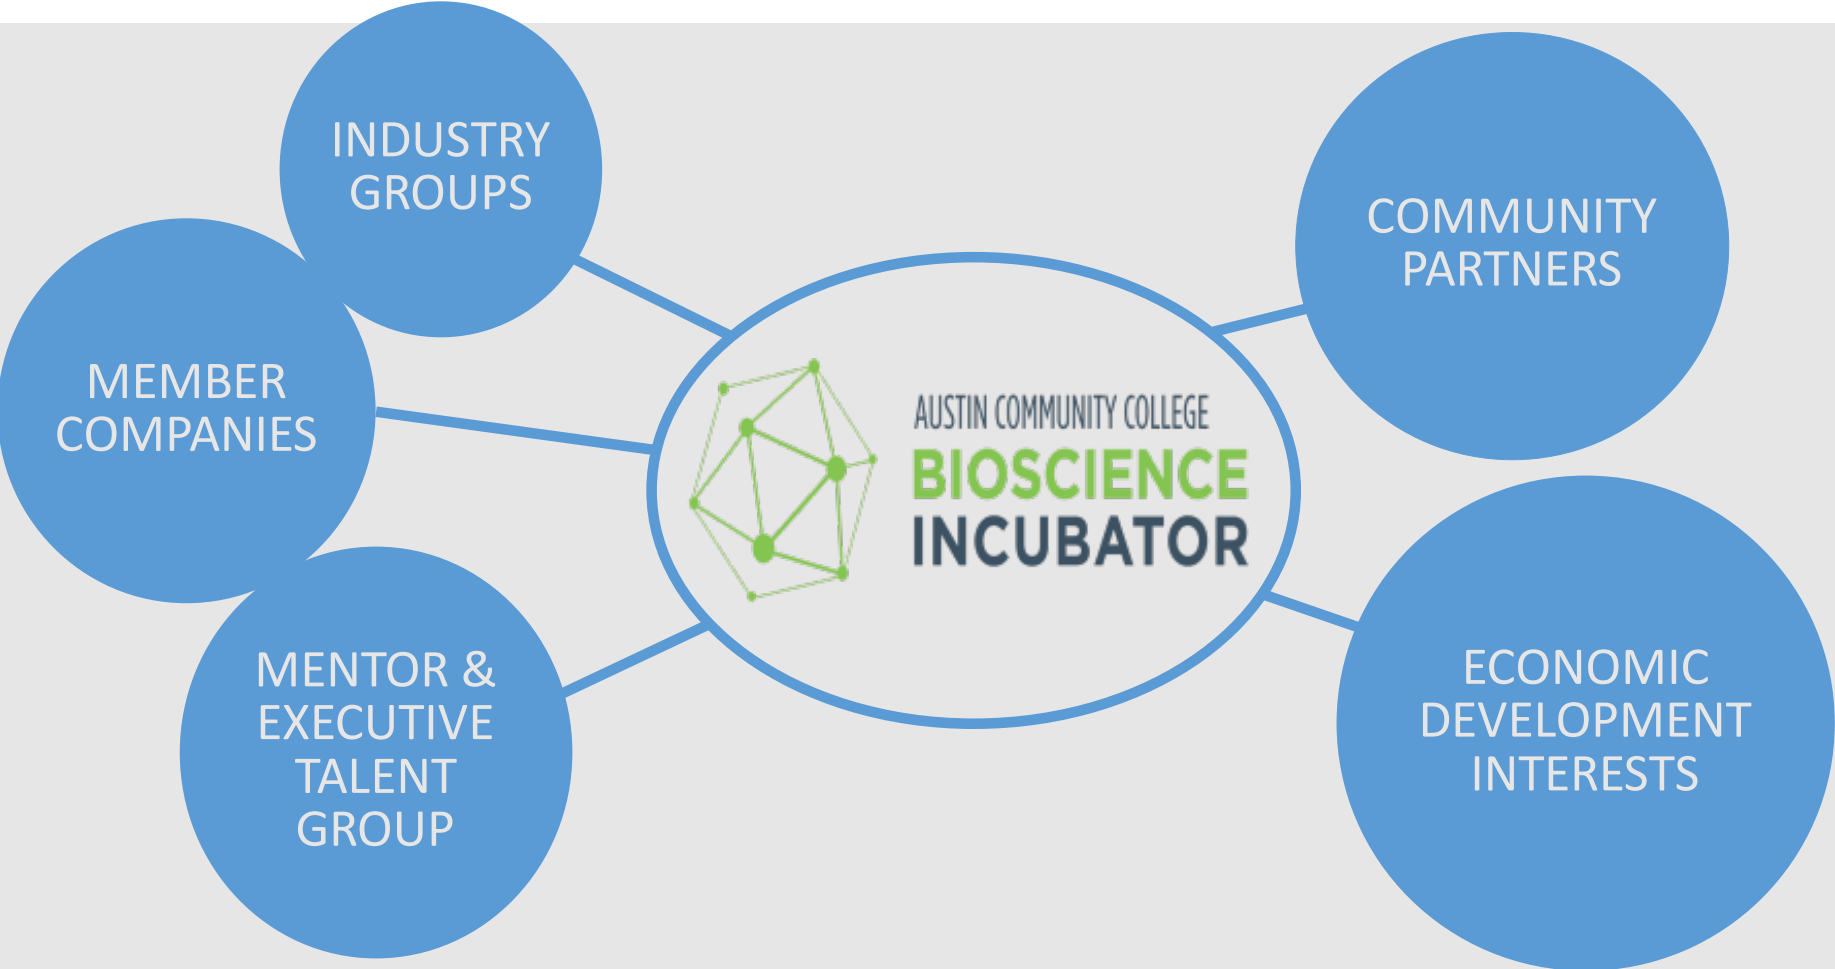 INDUSTRY
GROUPS
MEMBER
COMPANIES
MENTOR &
EXECUTIVE
TALENT
GROUP
AUSTIN COMMUNITY COLLEGE
BIOSCIENCE
INCUBATOR
COMMUNITY
PARTNERS
ECONOMIC
DEVELOPMENT
INTERESTS